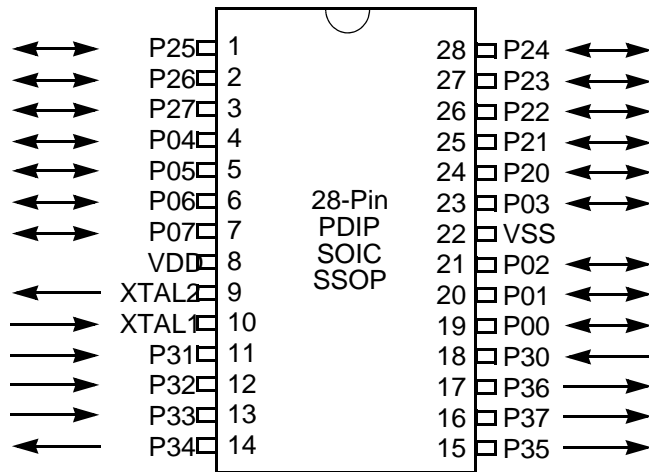 P25 1 28 P24
P26 2 27 P23
P27 3 26 P22
P04 4 25 P21
P05 5 24 P20
P06 6 23 P03
P07 7 22 VSS
VDD 8 21 P02
XTAL2 9 20 P01
XTAL1 10 19 P00
P31 11 18 P30
P32 12 17 P36
P33 13 16 P37
P34 14 15 P35
28-Pin
PDIP
SOIC
SSOP